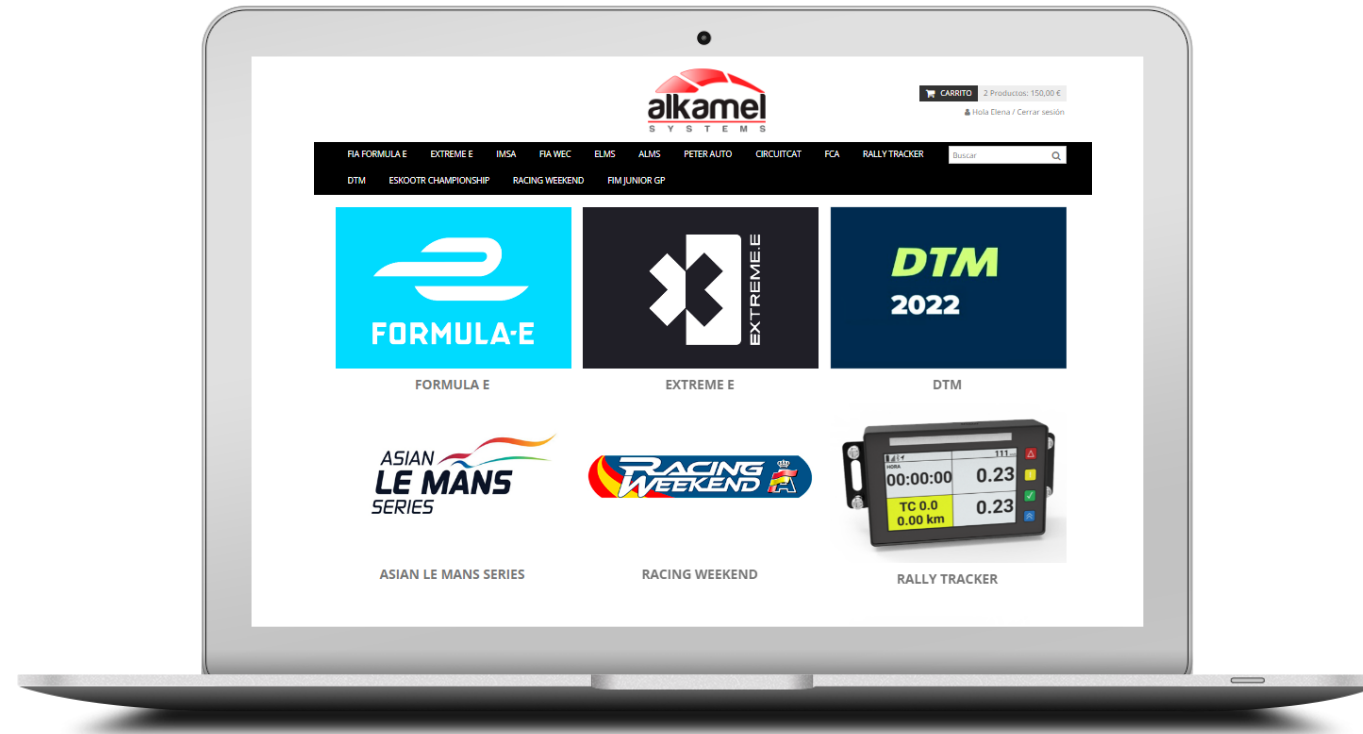 alkamel
SYSTEMS
CARRITO 2 Productos: 150,00 €
Hola Elena / Cerrar sesión
FIA FORMULA E EXTREME E IMSA FIA WEC ELMS ALMS PETER AUTO CIRCUITCAT FCA RALLY TRACKER Buscar
DTM ESKOOTR CHAMPIONSHIP RACING WEEKEND FIM JUNIOR GP
FORMULA-E
EXTREME.E
DTM
2022
FORMULA E EXTREME E DTM
ASIAN
LE MANS
SERIES
RACING
WEEKEND
111
HORA
00:00:00 0.23
TC 0.0
0.00 km
0.23
ASIAN LE MANS SERIES RACING WEEKEND RALLY TRACKER